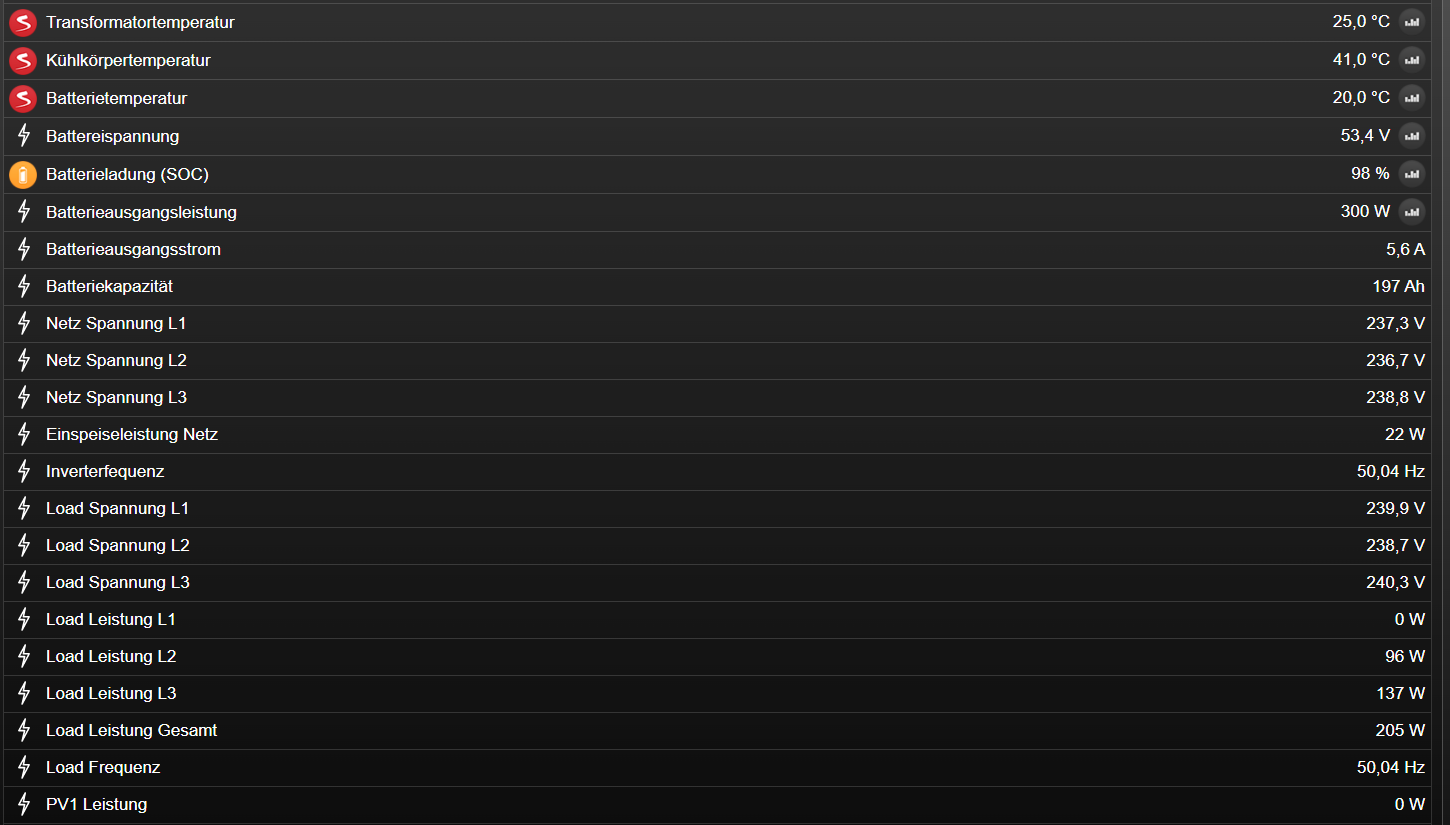 Transformatortemperatur 25,0 °C
Kühlkörpertemperatur 41,0 °C
Batterietemperatur 20,0 °C
Battereispannung 53,4 V
Batterieladung (SOC) 98 %
Batterieausgangsleistung 300 W
Batterieausgangsstrom 5,6 A
Batteriekapazität 197 Ah
Netz Spannung L1 237,3 V
Netz Spannung L2 236,7 V
Netz Spannung L3 238,8 V
Einspeiseleistung Netz 22 W
Inverterfequenz 50,04 Hz
Load Spannung L1 239,9 V
Load Spannung L2 238,7 V
Load Spannung L3 240,3 V
Load Leistung L1 0 W
Load Leistung L2 96 W
Load Leistung L3 137 W
Load Leistung Gesamt 205 W
Load Frequenz 50,04 Hz
PV1 Leistung 0 W